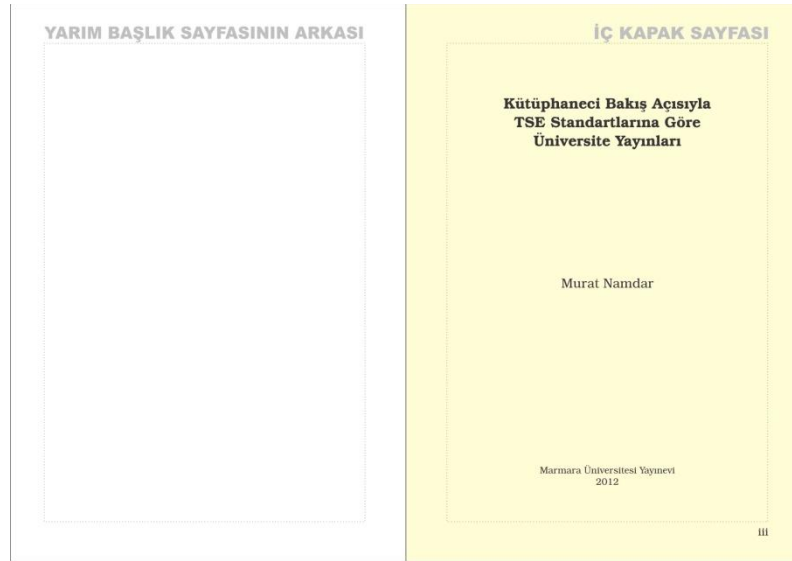 YARIM BAŞLIK SAYFASININ ARKASI
İÇ KAPAK SAYFASI
Kütüphaneci Bakış Açısıyla
TSE Standartlarına Göre
Üniversite Yayınları
Murat Namdar
Marmara Üniversitesi Yayınevi
2012
iii